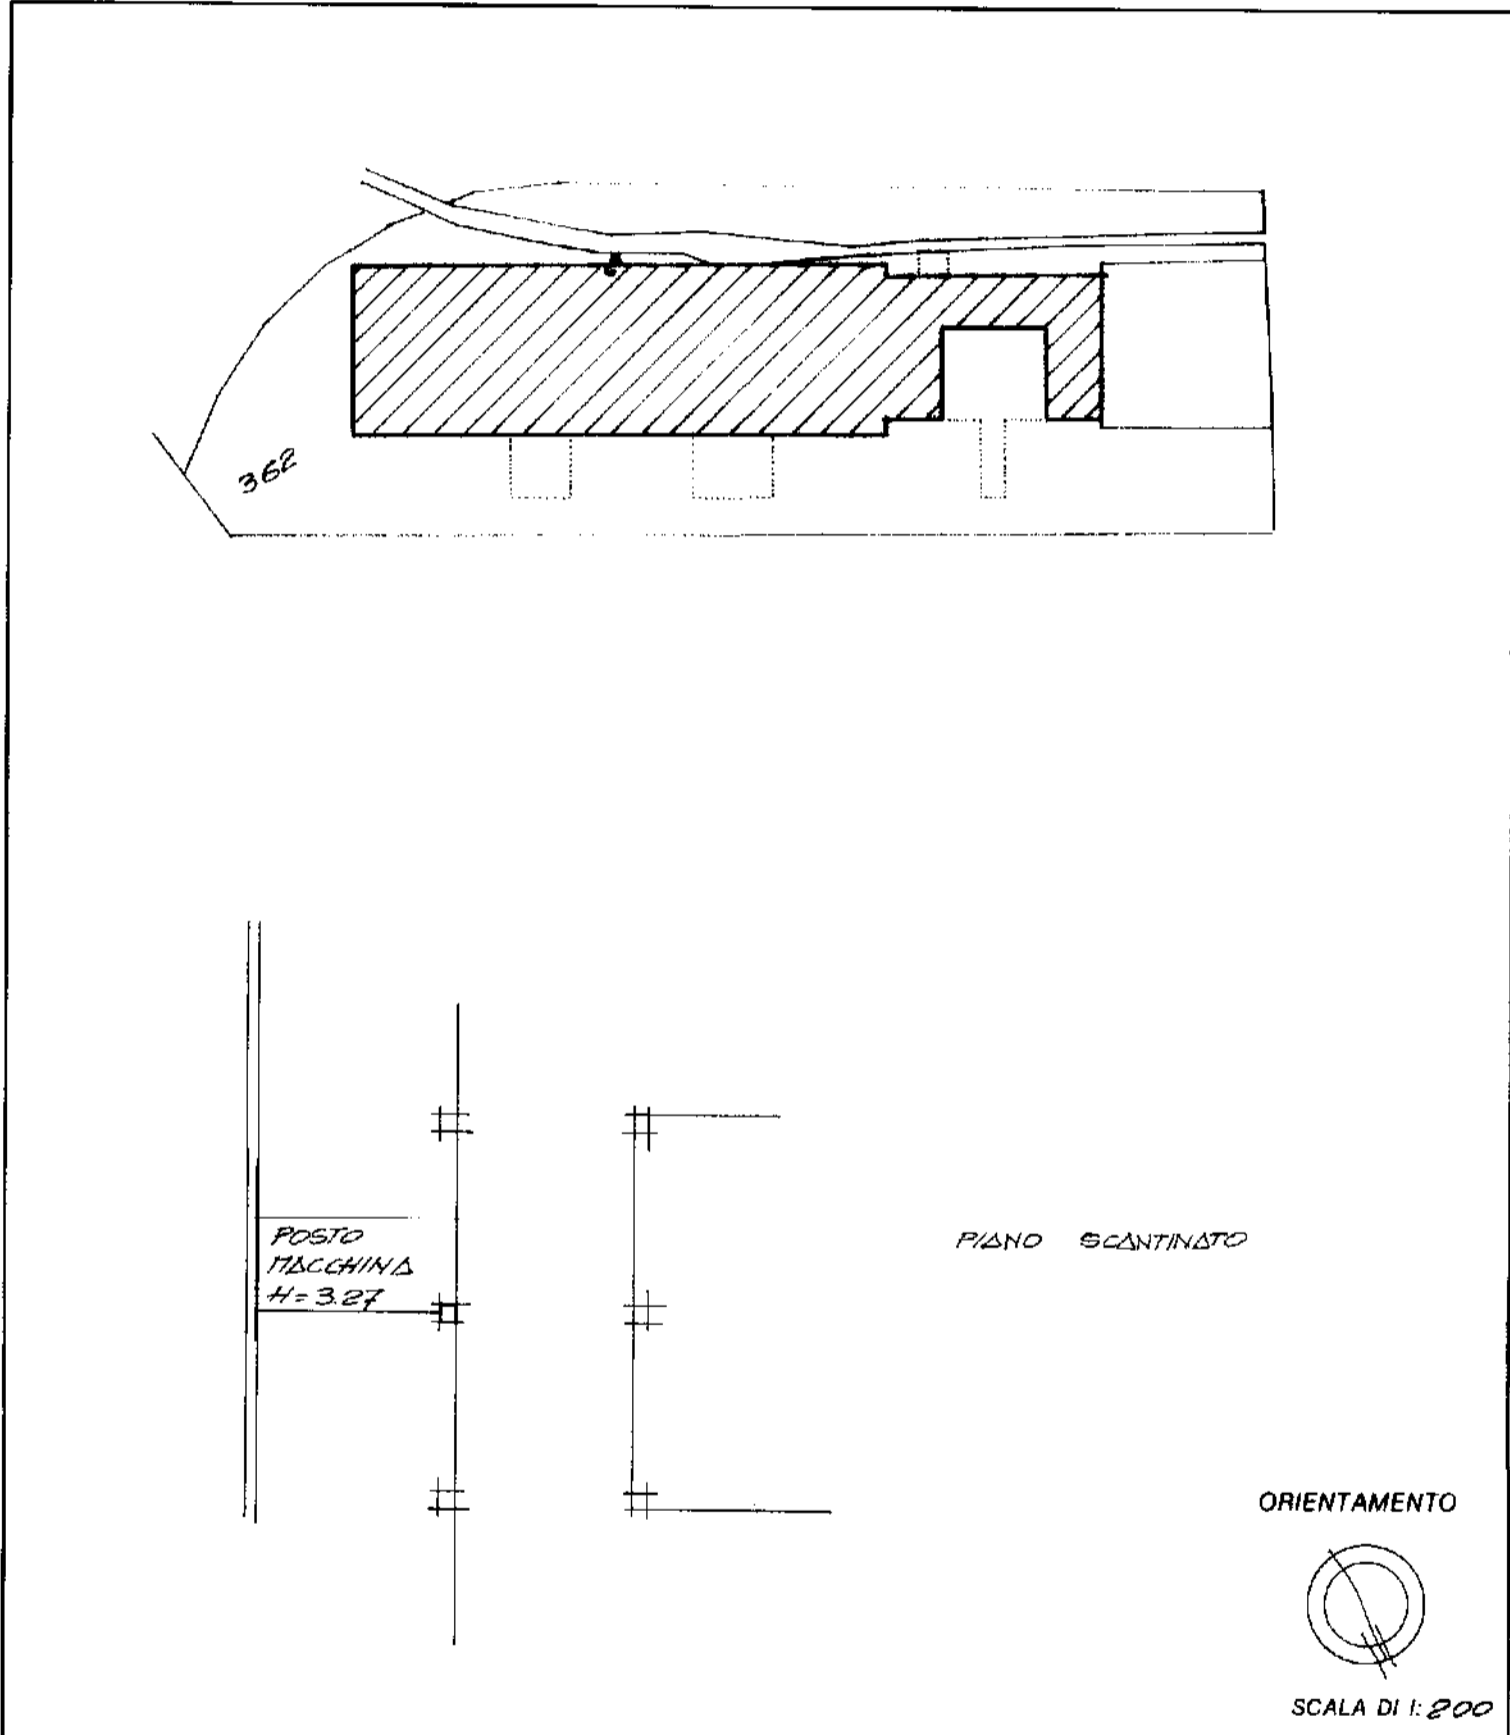 362
POSTO
MACCHINA
H=3.27
PIANO SCANTINATO
ORIENTAMENTO
SCALA DI 1:200